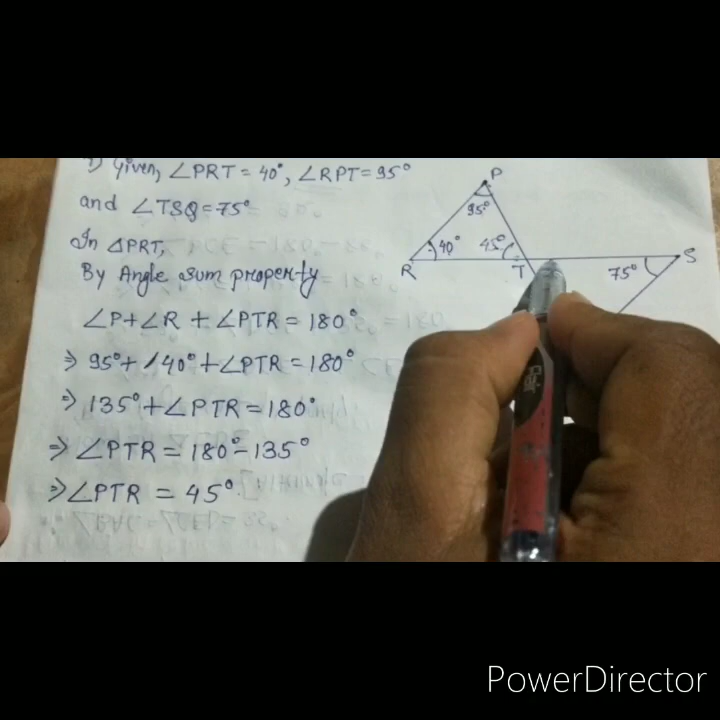 Given, ∠PRT = 40°, ∠RPT = 95°
and ∠TSQ = 75°
In △PRT,
By Angle sum property
∠P + ∠R + ∠PTR = 180°
⇒ 95° + 40° + ∠PTR = 180°
⇒ 135° + ∠PTR = 180°
⇒ ∠PTR = 180° - 135°
⇒ ∠PTR = 45°.
P
95°
40° 45°
R T
75° S
PowerDirector